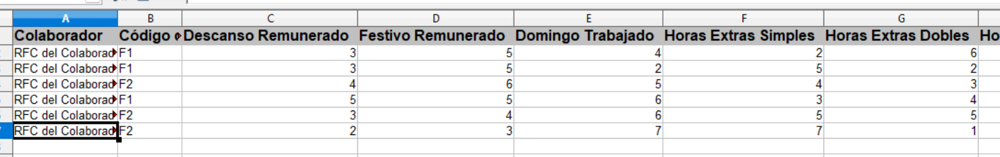 A B C D E F G
Colaborador Código Descanso Remunerado Festivo Remunerado Domingo Trabajado Horas Extras Simples Horas Extras Dobles Ho
RFC del Colaborad F1 3 5 4 2 6
RFC del Colaborad F1 3 5 2 5 2
RFC del Colaborad F2 4 6 5 4 3
RFC del Colaborad F1 5 5 6 3 4
RFC del Colaborad F2 3 4 6 5 5
RFC del Colaborad F2 2 3 7 7 1